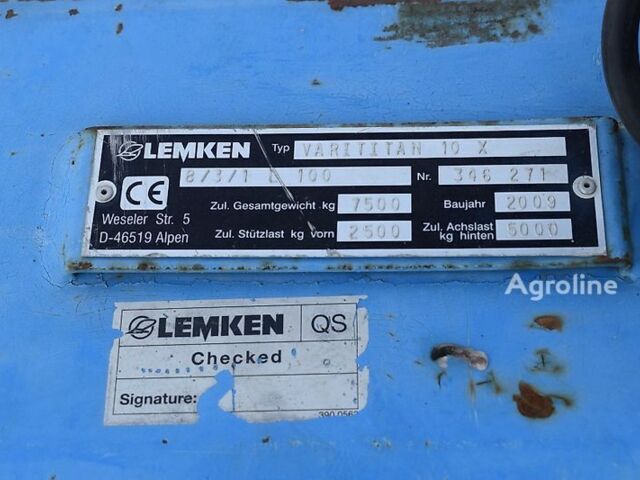 LEMKEN Typ VARITITAN 10 X
8/3/1 L 100 Nr. 346 271
CE Zul. Gesamtgewicht kg 7500 Baujahr 2009
Weseler Str. 5
D-46519 Alpen Zul. Stützlast kg vorn 2500 Zul. Achslast kg hinten 5000
Agroline
LEMKEN QS
Checked
Signature:
390 0562